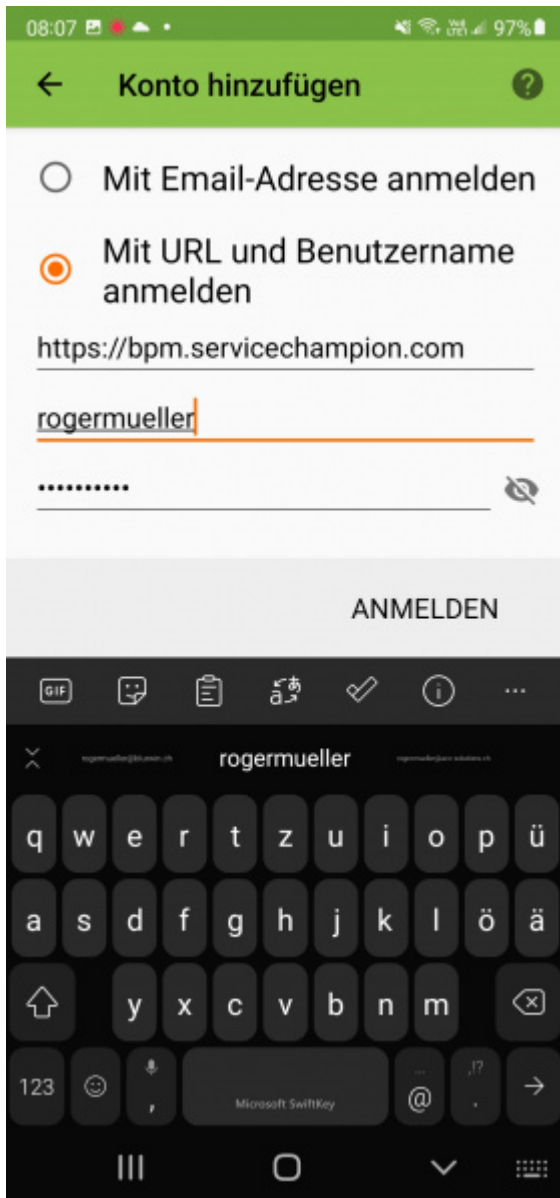 08:07 97%
Konto hinzufügen
Mit Email-Adresse anmelden
Mit URL und Benutzername
anmelden
https://bpm.servicechampion.com
rogermueller
••••••••••
ANMELDEN
GIF
rogermueller
q w e r t z u i o p ü
a s d f g h j k l ö ä
y x c v b n m
123 , Microsoft SwiftKey @ .
,!?